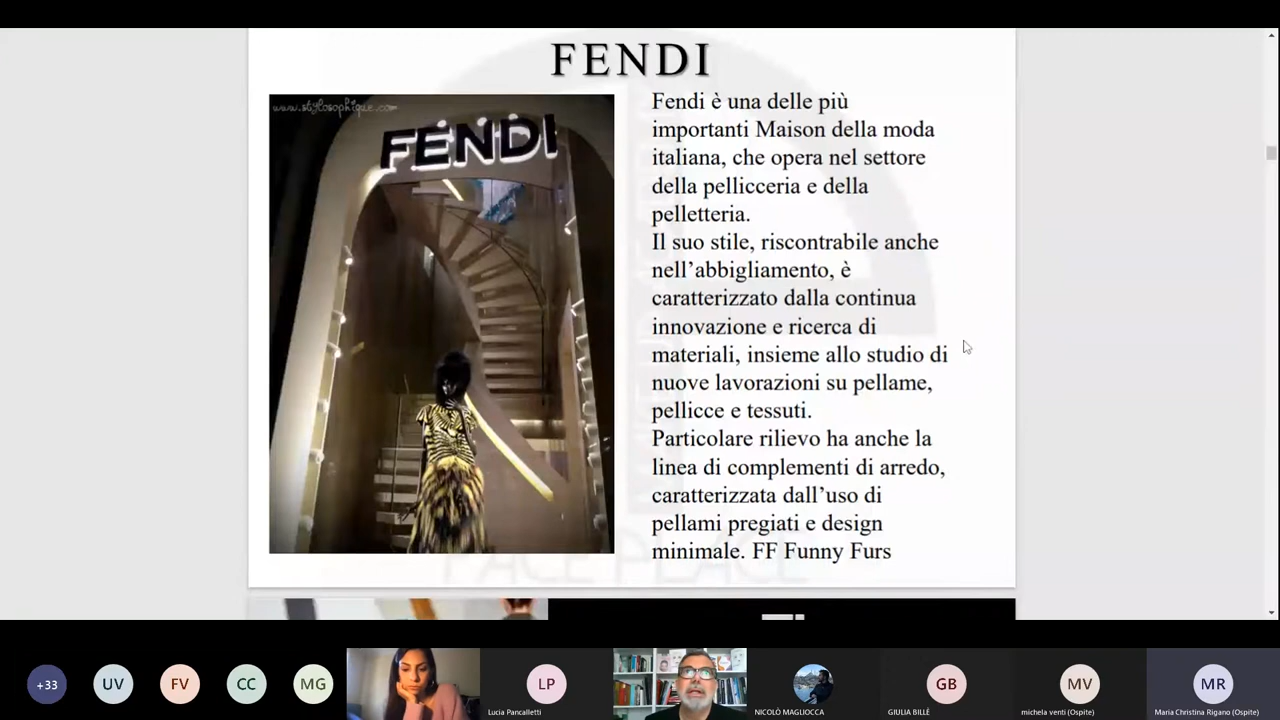 FENDI
www.stylosophique.com
FENDI
Fendi è una delle più
importanti Maison della moda
italiana, che opera nel settore
della pellicceria e della
pelletteria.
Il suo stile, riscontrabile anche
nell’abbigliamento, è
caratterizzato dalla continua
innovazione e ricerca di
materiali, insieme allo studio di
nuove lavorazioni su pellame,
pellicce e tessuti.
Particolare rilievo ha anche la
linea di complementi di arredo,
caratterizzata dall’uso di
pellami pregiati e design
minimale. FF Funny Furs
PACE PLACE
+33
UV
FV
CC
MG
LP
Lucia Pancalletti
NICOLÒ MAGLIOCCA
GB
GIULIA BILLÈ
MV
michela venti (Ospite)
MR
Maria Christina Rigano (Ospite)